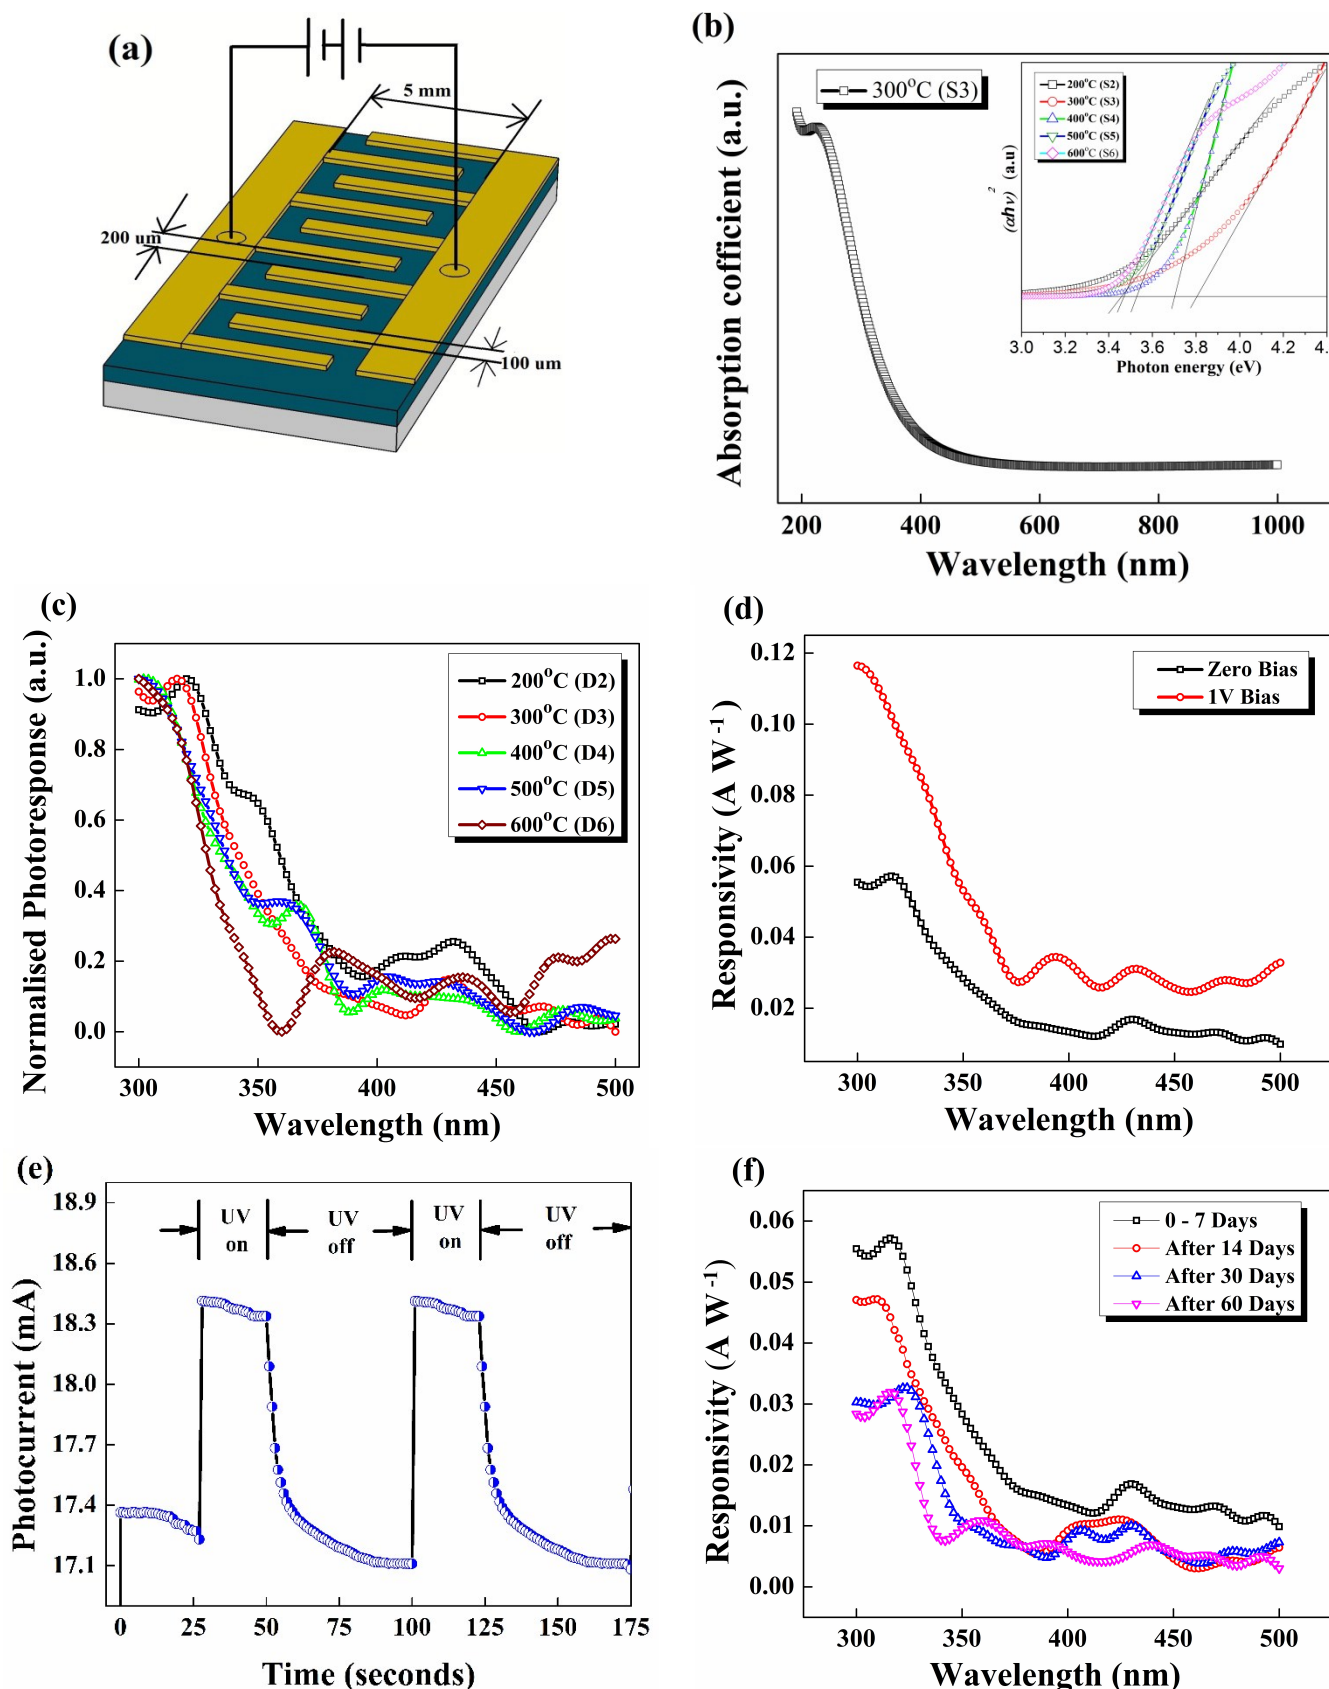 (a)
5 mm
200 um
100 um
(b)
Absorption cofficient (a.u.)
300°C (S3)
200°C (S2)
300°C (S3)
400°C (S4)
500°C (S5)
600°C (S6)
(αhν)² (a.u)
3.0 3.2 3.4 3.6 3.8 4.0 4.2 4.
Photon energy (eV)
200 400 600 800 1000
Wavelength (nm)
(c)
Normalised Photoresponse (a.u.)
1.0
0.8
0.6
0.4
0.2
0.0
200°C (D2)
300°C (D3)
400°C (D4)
500°C (D5)
600°C (D6)
300 350 400 450 500
Wavelength (nm)
(d)
Responsivity (A W⁻¹)
0.12
0.10
0.08
0.06
0.04
0.02
Zero Bias
1V Bias
300 350 400 450 500
Wavelength (nm)
(e)
Photocurrent (mA)
18.9
18.6
18.3
18.0
17.7
17.4
17.1
UV on
UV off
UV on
UV off
0 25 50 75 100 125 150 175
Time (seconds)
(f)
Responsivity (A W⁻¹)
0.06
0.05
0.04
0.03
0.02
0.01
0.00
0 - 7 Days
After 14 Days
After 30 Days
After 60 Days
300 350 400 450 500
Wavelength (nm)